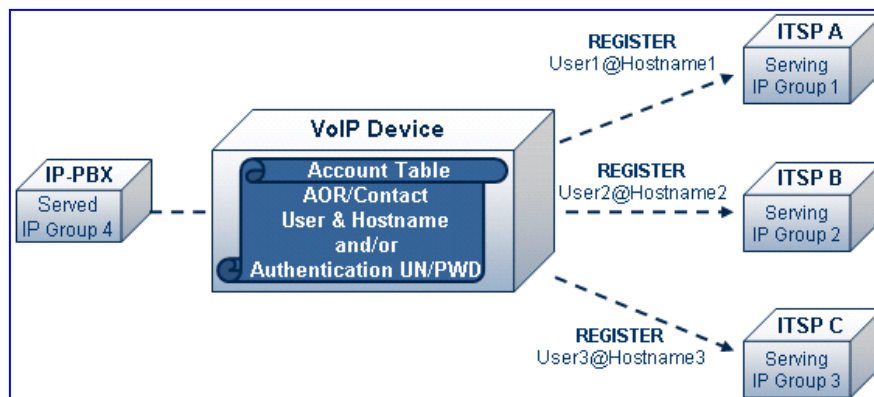 IP-PBX
Served
IP Group 4
VoIP Device
Account Table
AOR/Contact
User & Hostname
and/or
Authentication UN/PWD
REGISTER
User1@Hostname1
ITSP A
Serving
IP Group 1
REGISTER
User2@Hostname2
ITSP B
Serving
IP Group 2
REGISTER
User3@Hostname3
ITSP C
Serving
IP Group 3